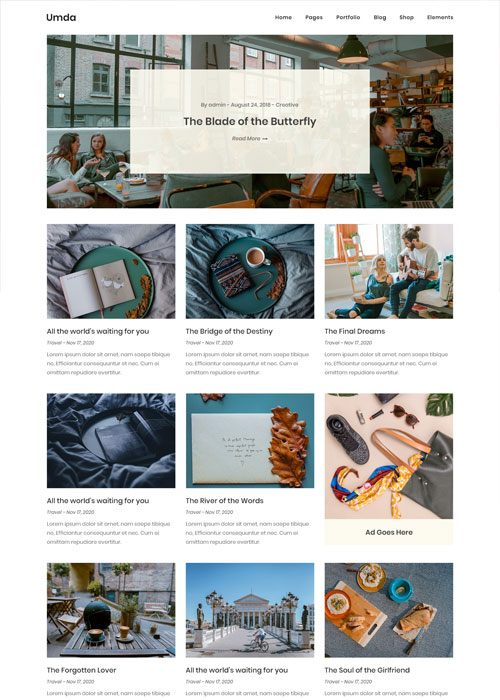 Umda
Home Pages Portfolio Blog Shop Elements
By admin - August 24, 2018 - Creative
The Blade of the Butterfly
Read More
All the world's waiting for you
Travel - Nov 17, 2020
Lorem ipsum dolor sit amet, nam saepe tibique
no, Efficiantur consequuntur et nec. Cum ei
omittam repudiare evertitur.
The Bridge of the Destiny
Travel - Nov 17, 2020
Lorem ipsum dolor sit amet, nam saepe tibique
no, Efficiantur consequuntur et nec. Cum ei
omittam repudiare evertitur.
The Final Dreams
Travel - Nov 17, 2020
Lorem ipsum dolor sit amet, nam saepe tibique
no, Efficiantur consequuntur et nec. Cum ei
omittam repudiare evertitur.
All the world's waiting for you
Travel - Nov 17, 2020
Lorem ipsum dolor sit amet, nam saepe tibique
no, Efficiantur consequuntur et nec. Cum ei
omittam repudiare evertitur.
The River of the Words
Travel - Nov 17, 2020
Lorem ipsum dolor sit amet, nam saepe tibique
no, Efficiantur consequuntur et nec. Cum ei
omittam repudiare evertitur.
Ad Goes Here
The Forgotten Lover
Travel - Nov 17, 2020
Lorem ipsum dolor sit amet, nam saepe tibique
All the world's waiting for you
Travel - Nov 17, 2020
Lorem ipsum dolor sit amet, nam saepe tibique
The Soul of the Girlfriend
Travel - Nov 17, 2020
Lorem ipsum dolor sit amet, nam saepe tibique